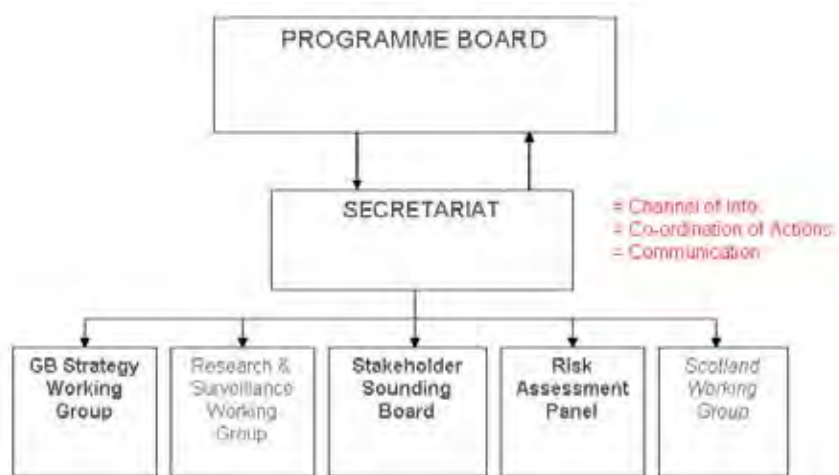 PROGRAMME BOARD
SECRETARIAT
= Channel of Info
= Co-ordination of Actions
= Communication
GB Strategy
Working
Group
Research &
Surveillance
Working
Group
Stakeholder
Sounding
Board
Risk
Assessment
Panel
Scotland
Working
Group